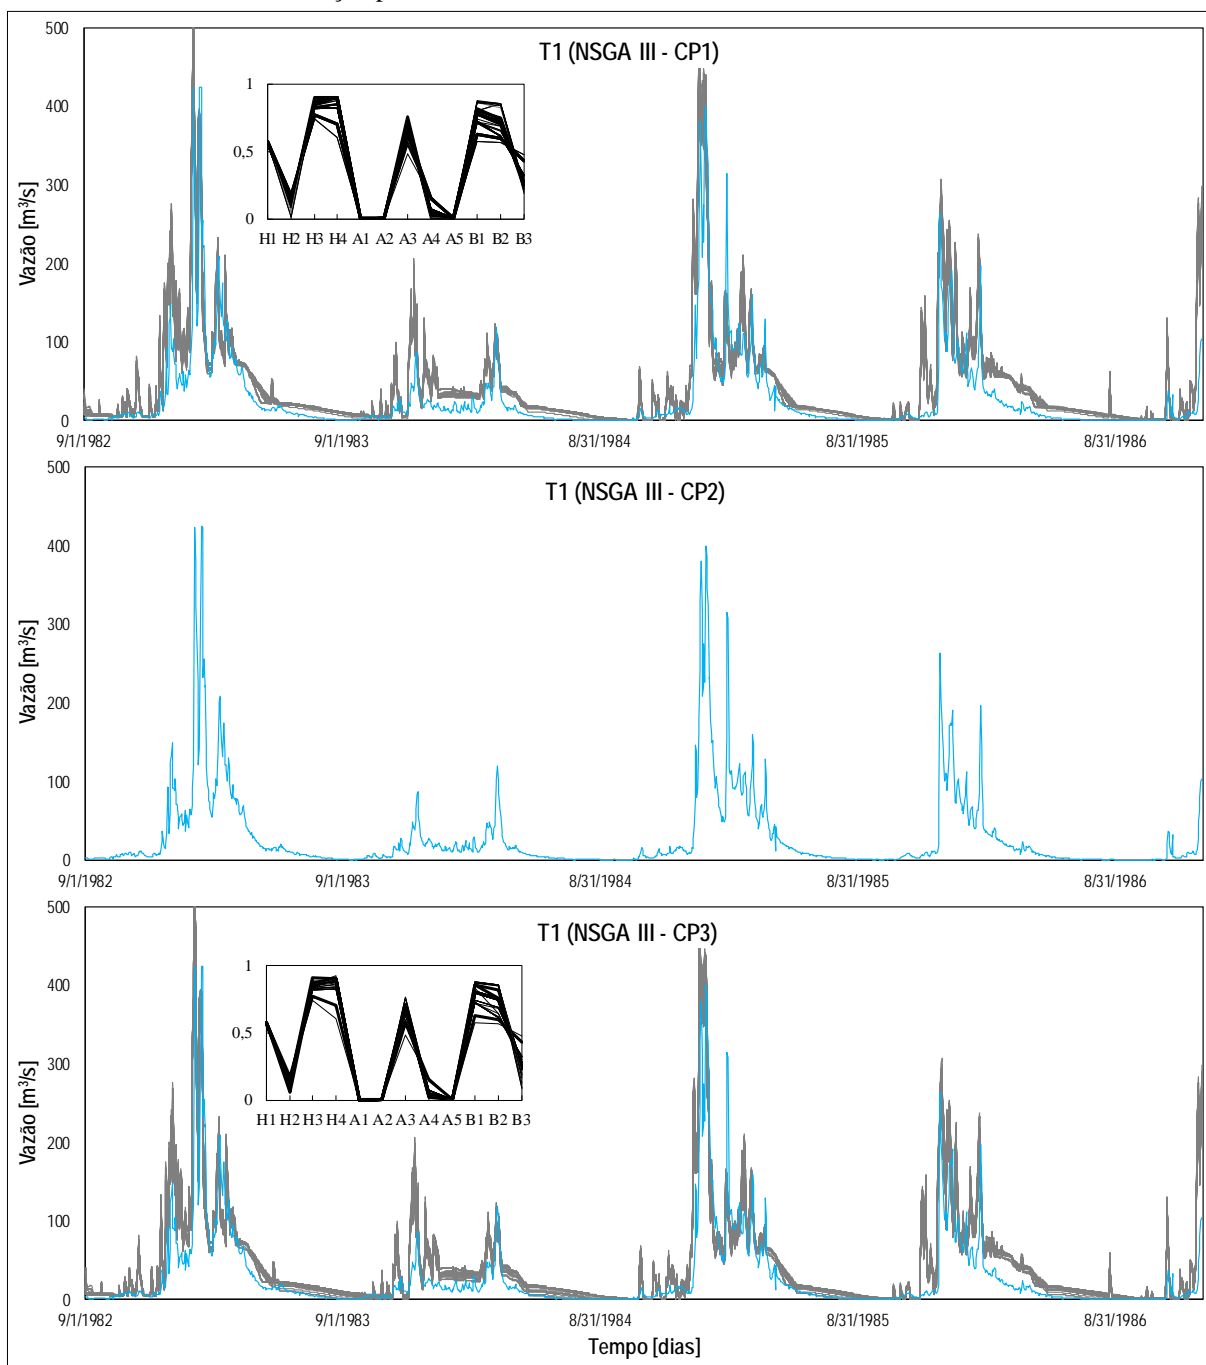 T1 (NSGA III - CP1)
Vazão [m³/s]
500
400
300
200
100
0
1
0,5
0
H1 H2 H3 H4 A1 A2 A3 A4 A5 B1 B2 B3
9/1/1982 9/1/1983 8/31/1984 8/31/1985 8/31/1986
T1 (NSGA III - CP2)
Vazão [m³/s]
500
400
300
200
100
0
9/1/1982 9/1/1983 8/31/1984 8/31/1985 8/31/1986
T1 (NSGA III - CP3)
Vazão [m³/s]
500
400
300
200
100
0
1
0,5
0
H1 H2 H3 H4 A1 A2 A3 A4 A5 B1 B2 B3
9/1/1982 9/1/1983 8/31/1984 8/31/1985 8/31/1986
Tempo [dias]